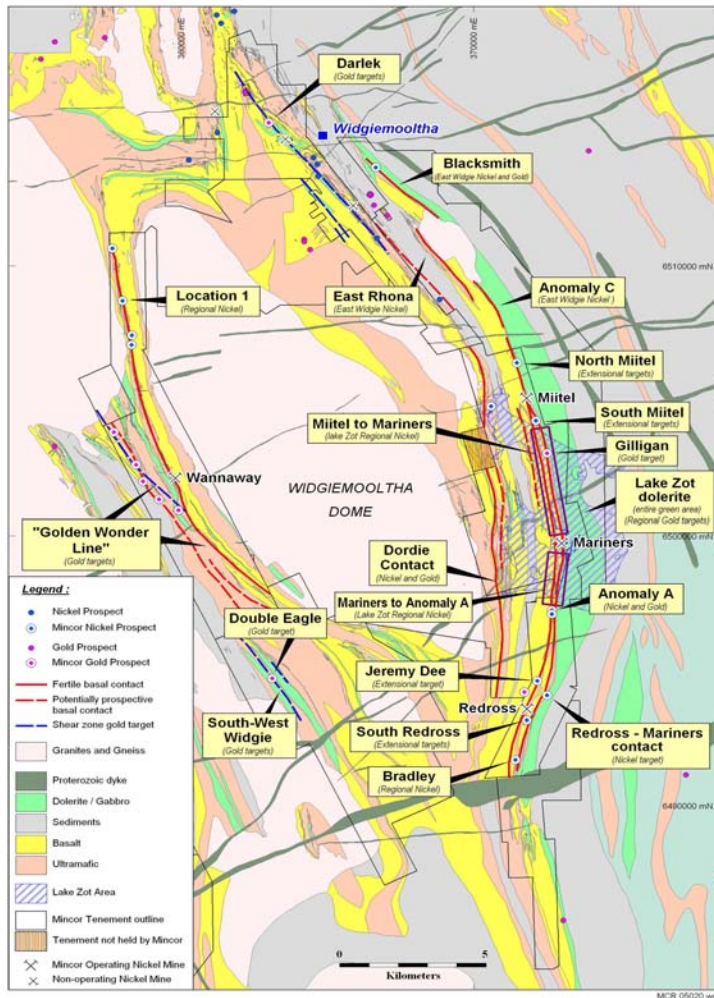 360000 mE
370000 mE
Darlek
(Gold targets)
Widgiemooltha
Blacksmith
(East Widgie Nickel and Gold)
6510000 mN
Location 1
(Regional Nickel)
East Rhona
(East Widgie Nickel)
Anomaly C
(East Widgie Nickel )
North Miitel
(Extensional targets)
Miitel
Miitel to Mariners
(lake Zot Regional Nickel)
South Miitel
(Extensional targets)
Gilligan
(Gold target)
Wannaway
WIDGIEMOOLTHA
DOME
Lake Zot
dolerite
(entire green area)
(Regional Gold targets)
"Golden Wonder
Line"
(Gold targets)
Mariners
6500000 mN
Dordie
Contact
(Nickel and Gold)
Mariners to Anomaly A
(Lake Zot Regional Nickel)
Anomaly A
(Nickel and Gold)
Double Eagle
(Gold target)
Jeremy Dee
(Extensional target)
Redross
South-West
Widgie
(Gold targets)
South Redross
(Extensional targets)
Redross - Mariners
contact
(Nickel target)
Bradley
(Regional Nickel)
6490000 mN
Legend :
Nickel Prospect
Mincor Nickel Prospect
Gold Prospect
Mincor Gold Prospect
Fertile basal contact
Potentially prospective
basal contact
Shear zone gold target
Granites and Gneiss
Proterozoic dyke
Dolerite / Gabbro
Sediments
Basalt
Ultramafic
Lake Zot Area
Mincor Tenement outline
Tenement not held by Mincor
Mincor Operating Nickel Mine
Non-operating Nickel Mine
0 5
Kilometers
MCR 05020.wor